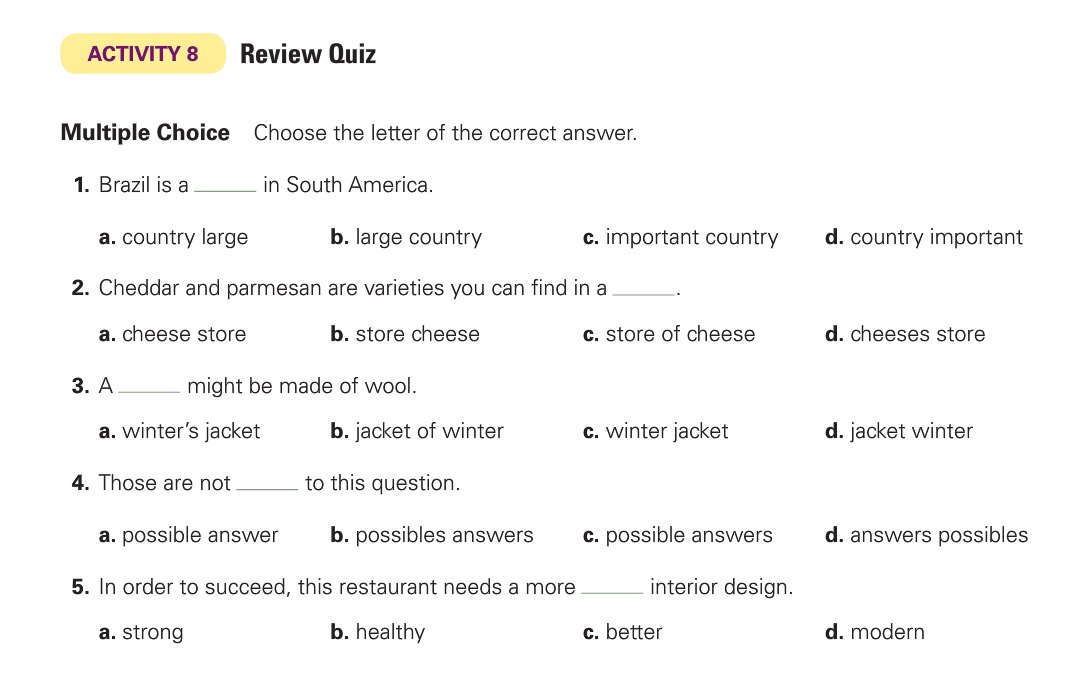 ACTIVITY 8 Review Quiz
Multiple Choice Choose the letter of the correct answer.
1. Brazil is a ______ in South America.
a. country large b. large country c. important country d. country important
2. Cheddar and parmesan are varieties you can find in a ______.
a. cheese store b. store cheese c. store of cheese d. cheeses store
3. A ______ might be made of wool.
a. winter’s jacket b. jacket of winter c. winter jacket d. jacket winter
4. Those are not ______ to this question.
a. possible answer b. possibles answers c. possible answers d. answers possibles
5. In order to succeed, this restaurant needs a more ______ interior design.
a. strong b. healthy c. better d. modern